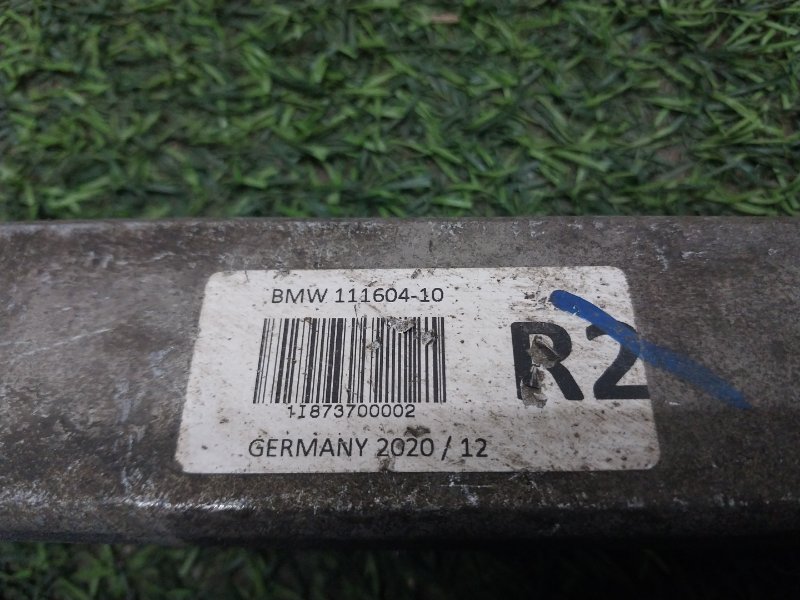 BMW 111604-10
R2
1I873700002
GERMANY 2020 / 12